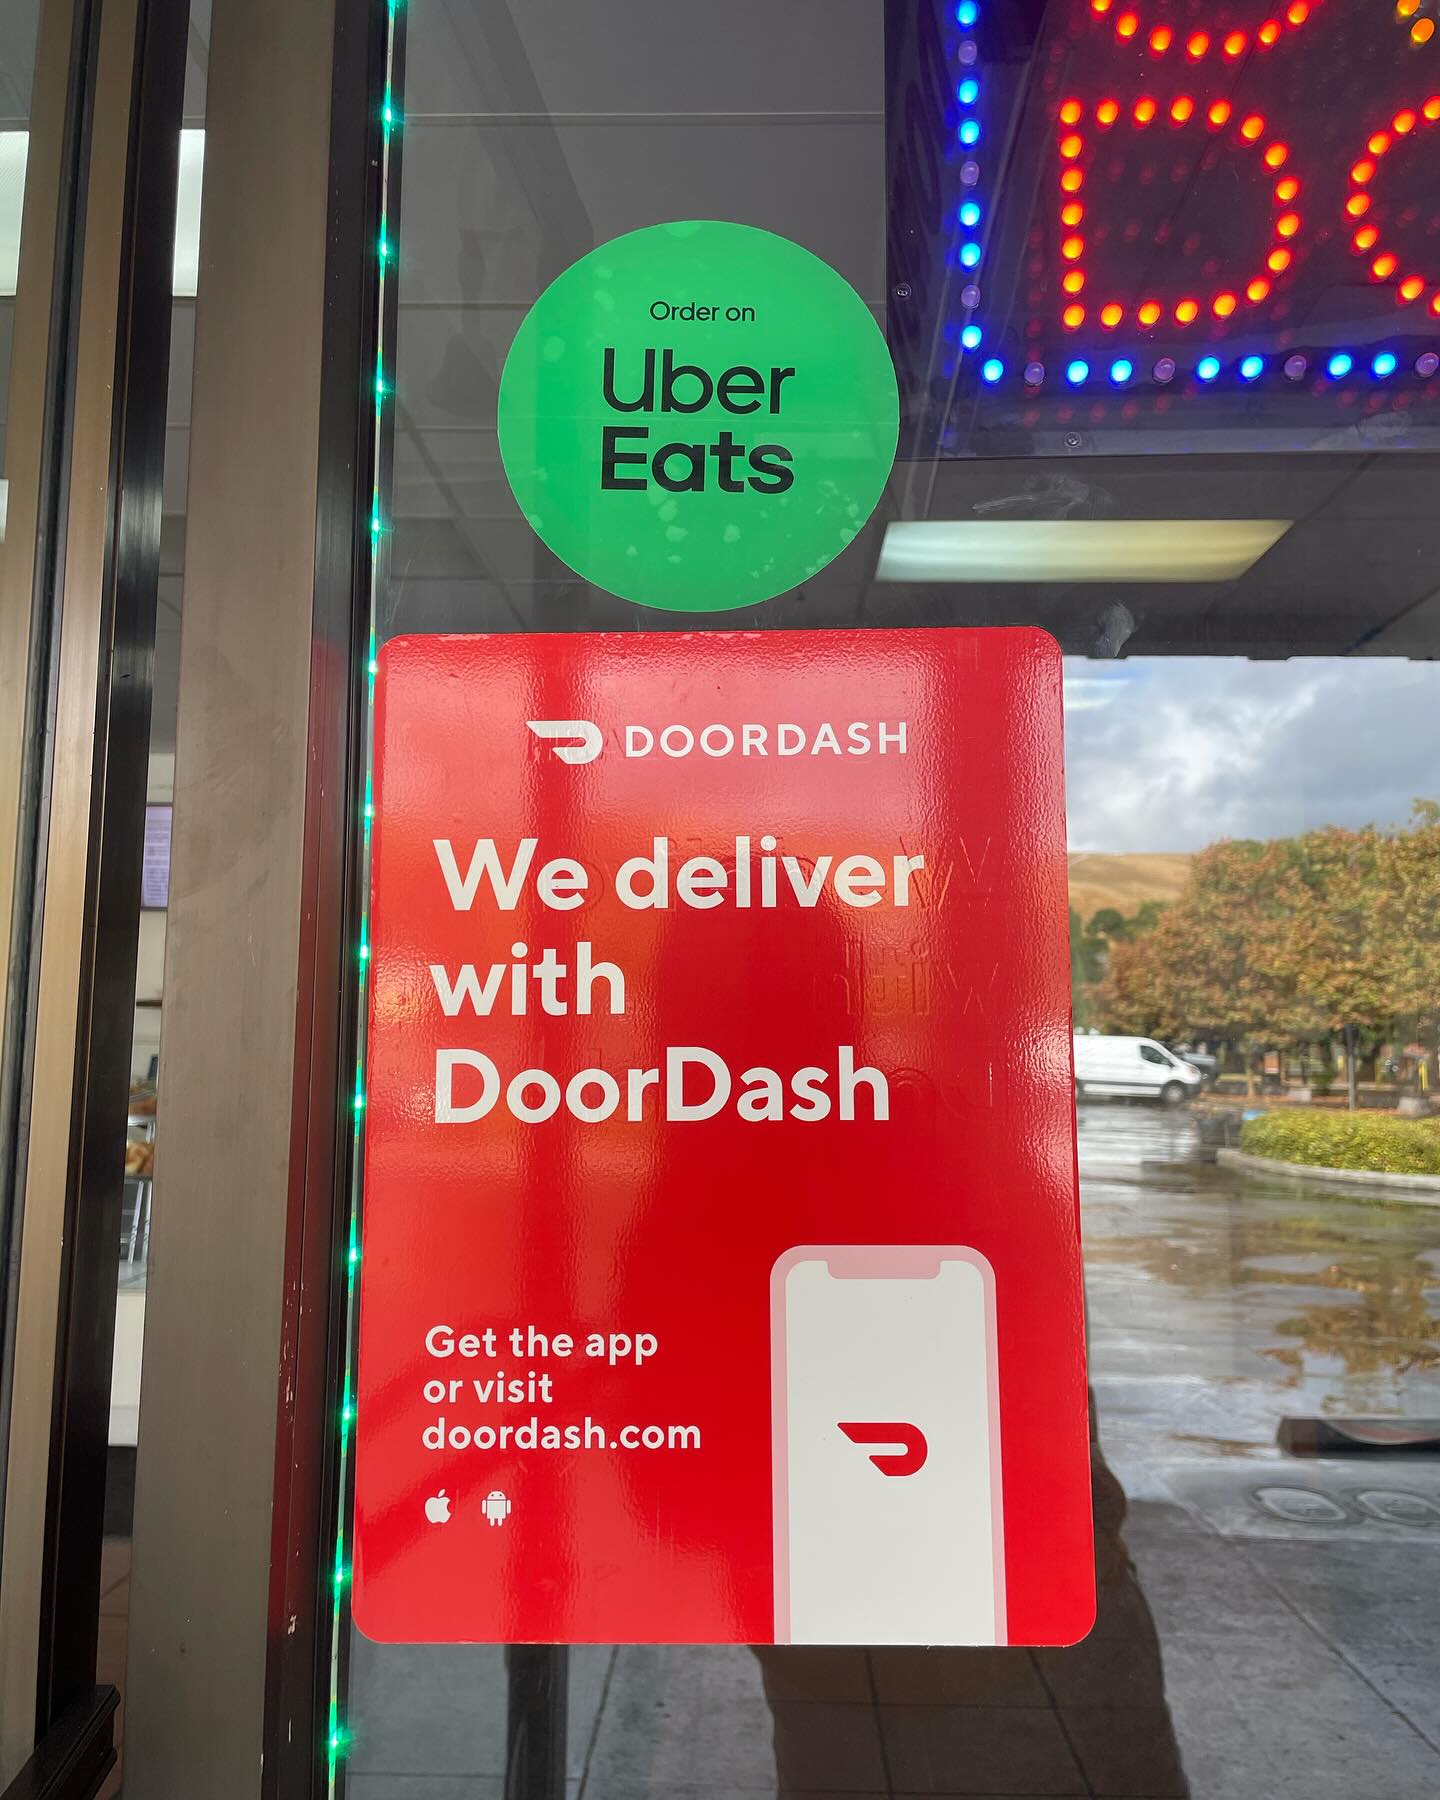 Order on
Uber
Eats
DOORDASH
We deliver
with
DoorDash
Get the app
or visit
doordash.com